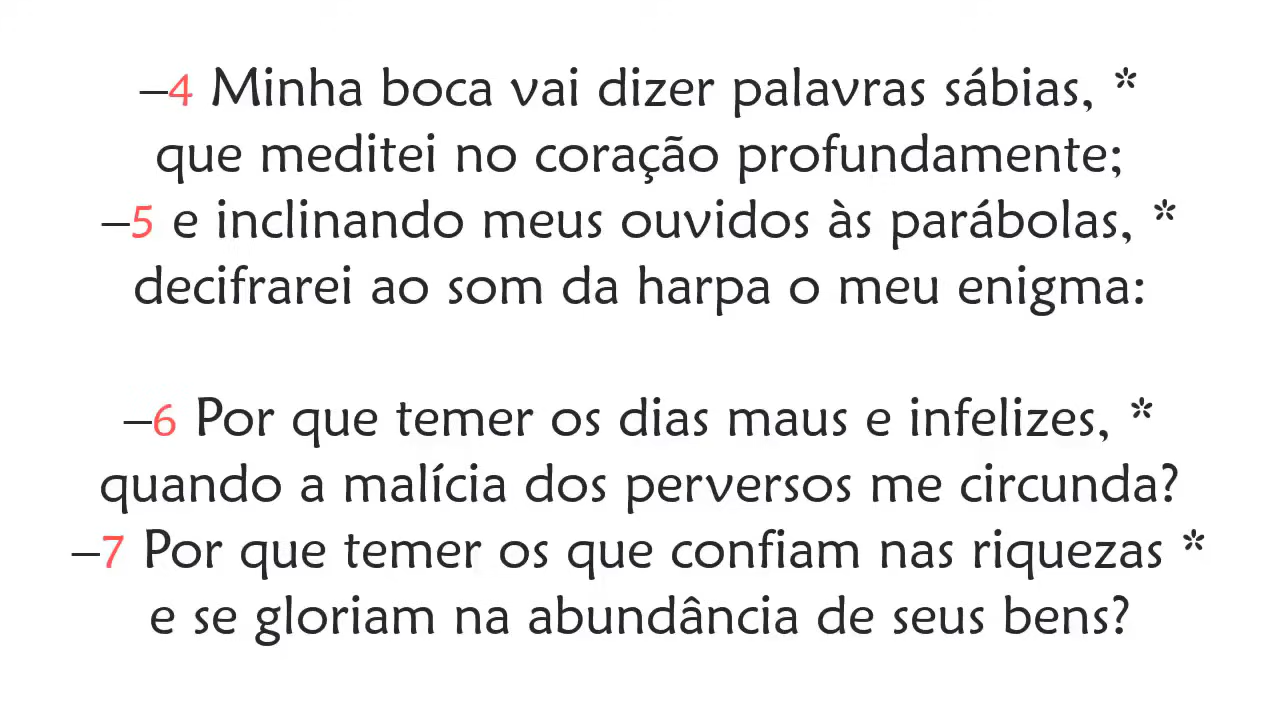 –4 Minha boca vai dizer palavras sábias, *
que meditei no coração profundamente;
–5 e inclinando meus ouvidos às parábolas, *
decifrarei ao som da harpa o meu enigma:
–6 Por que temer os dias maus e infelizes, *
quando a malícia dos perversos me circunda?
–7 Por que temer os que confiam nas riquezas *
e se gloriam na abundância de seus bens?